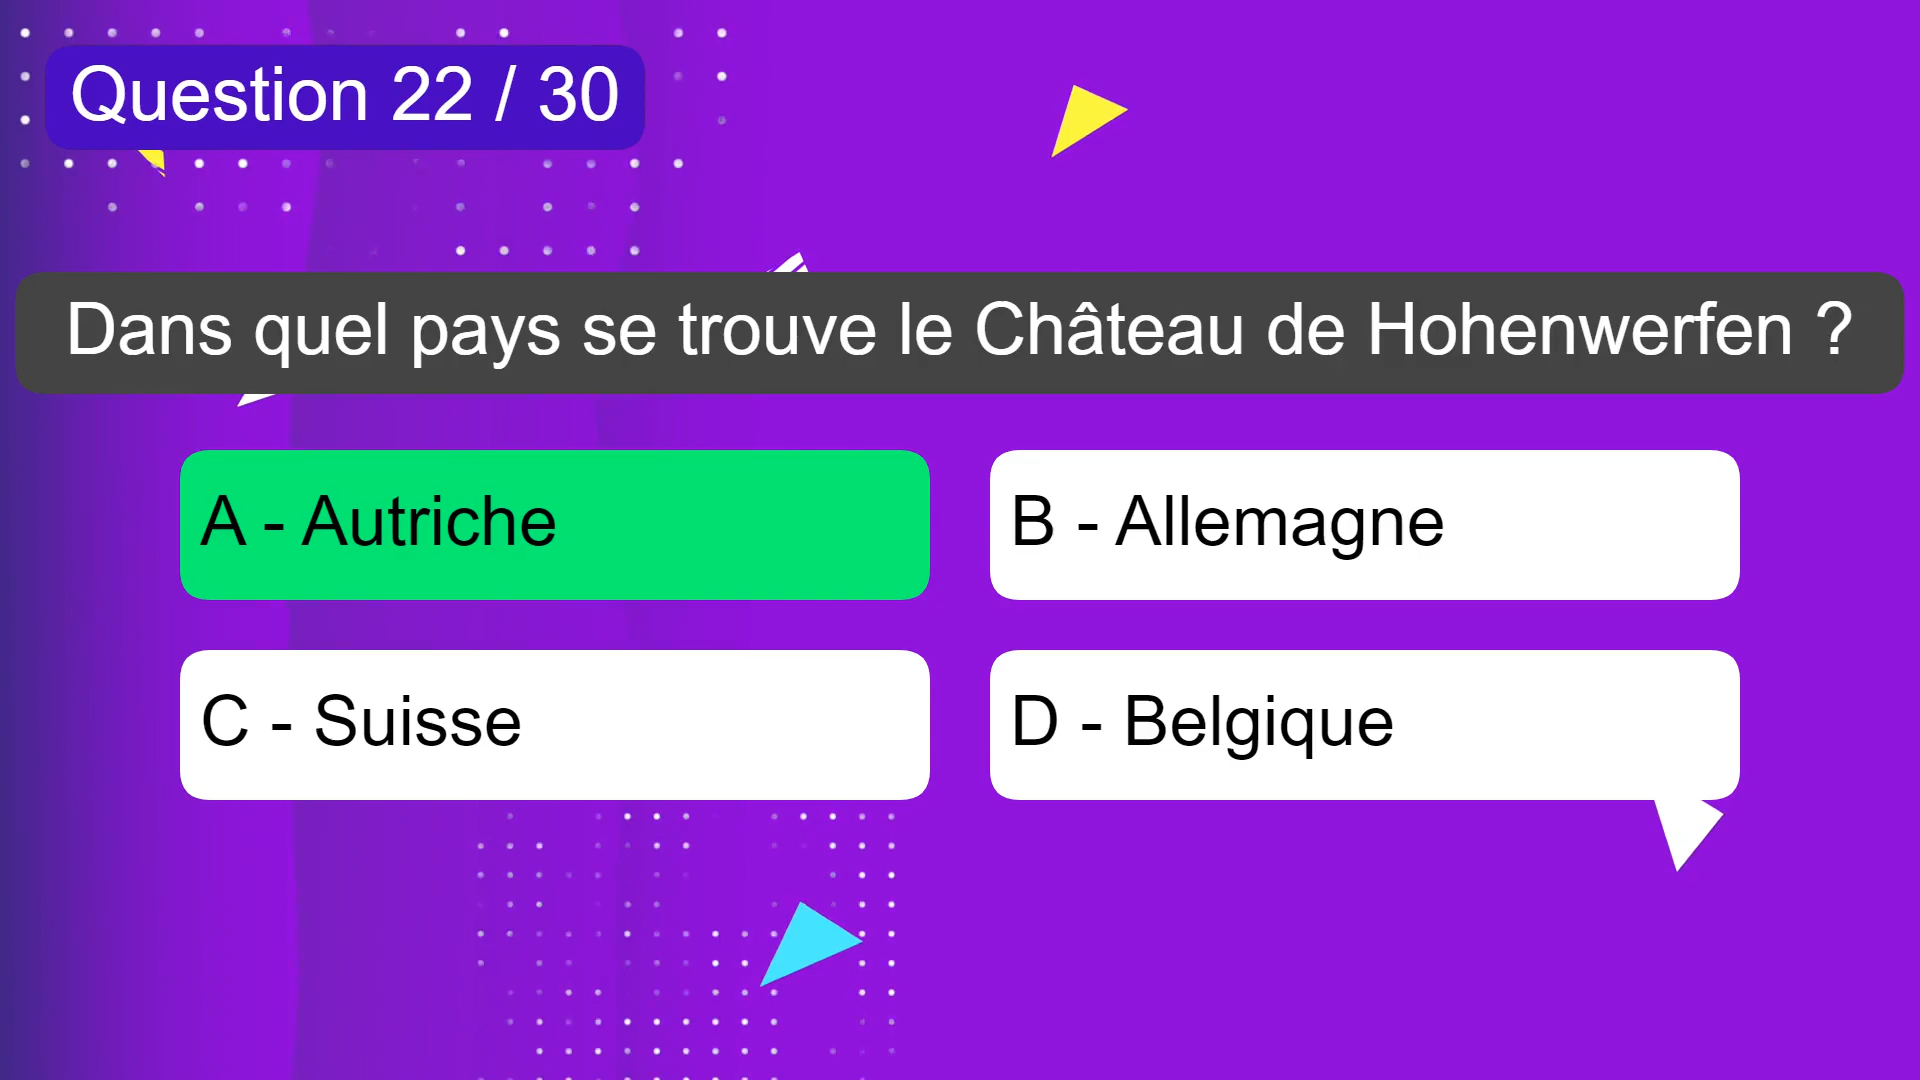 Question 22 / 30
Dans quel pays se trouve le Château de Hohenwerfen ?
A - Autriche
B - Allemagne
C - Suisse
D - Belgique